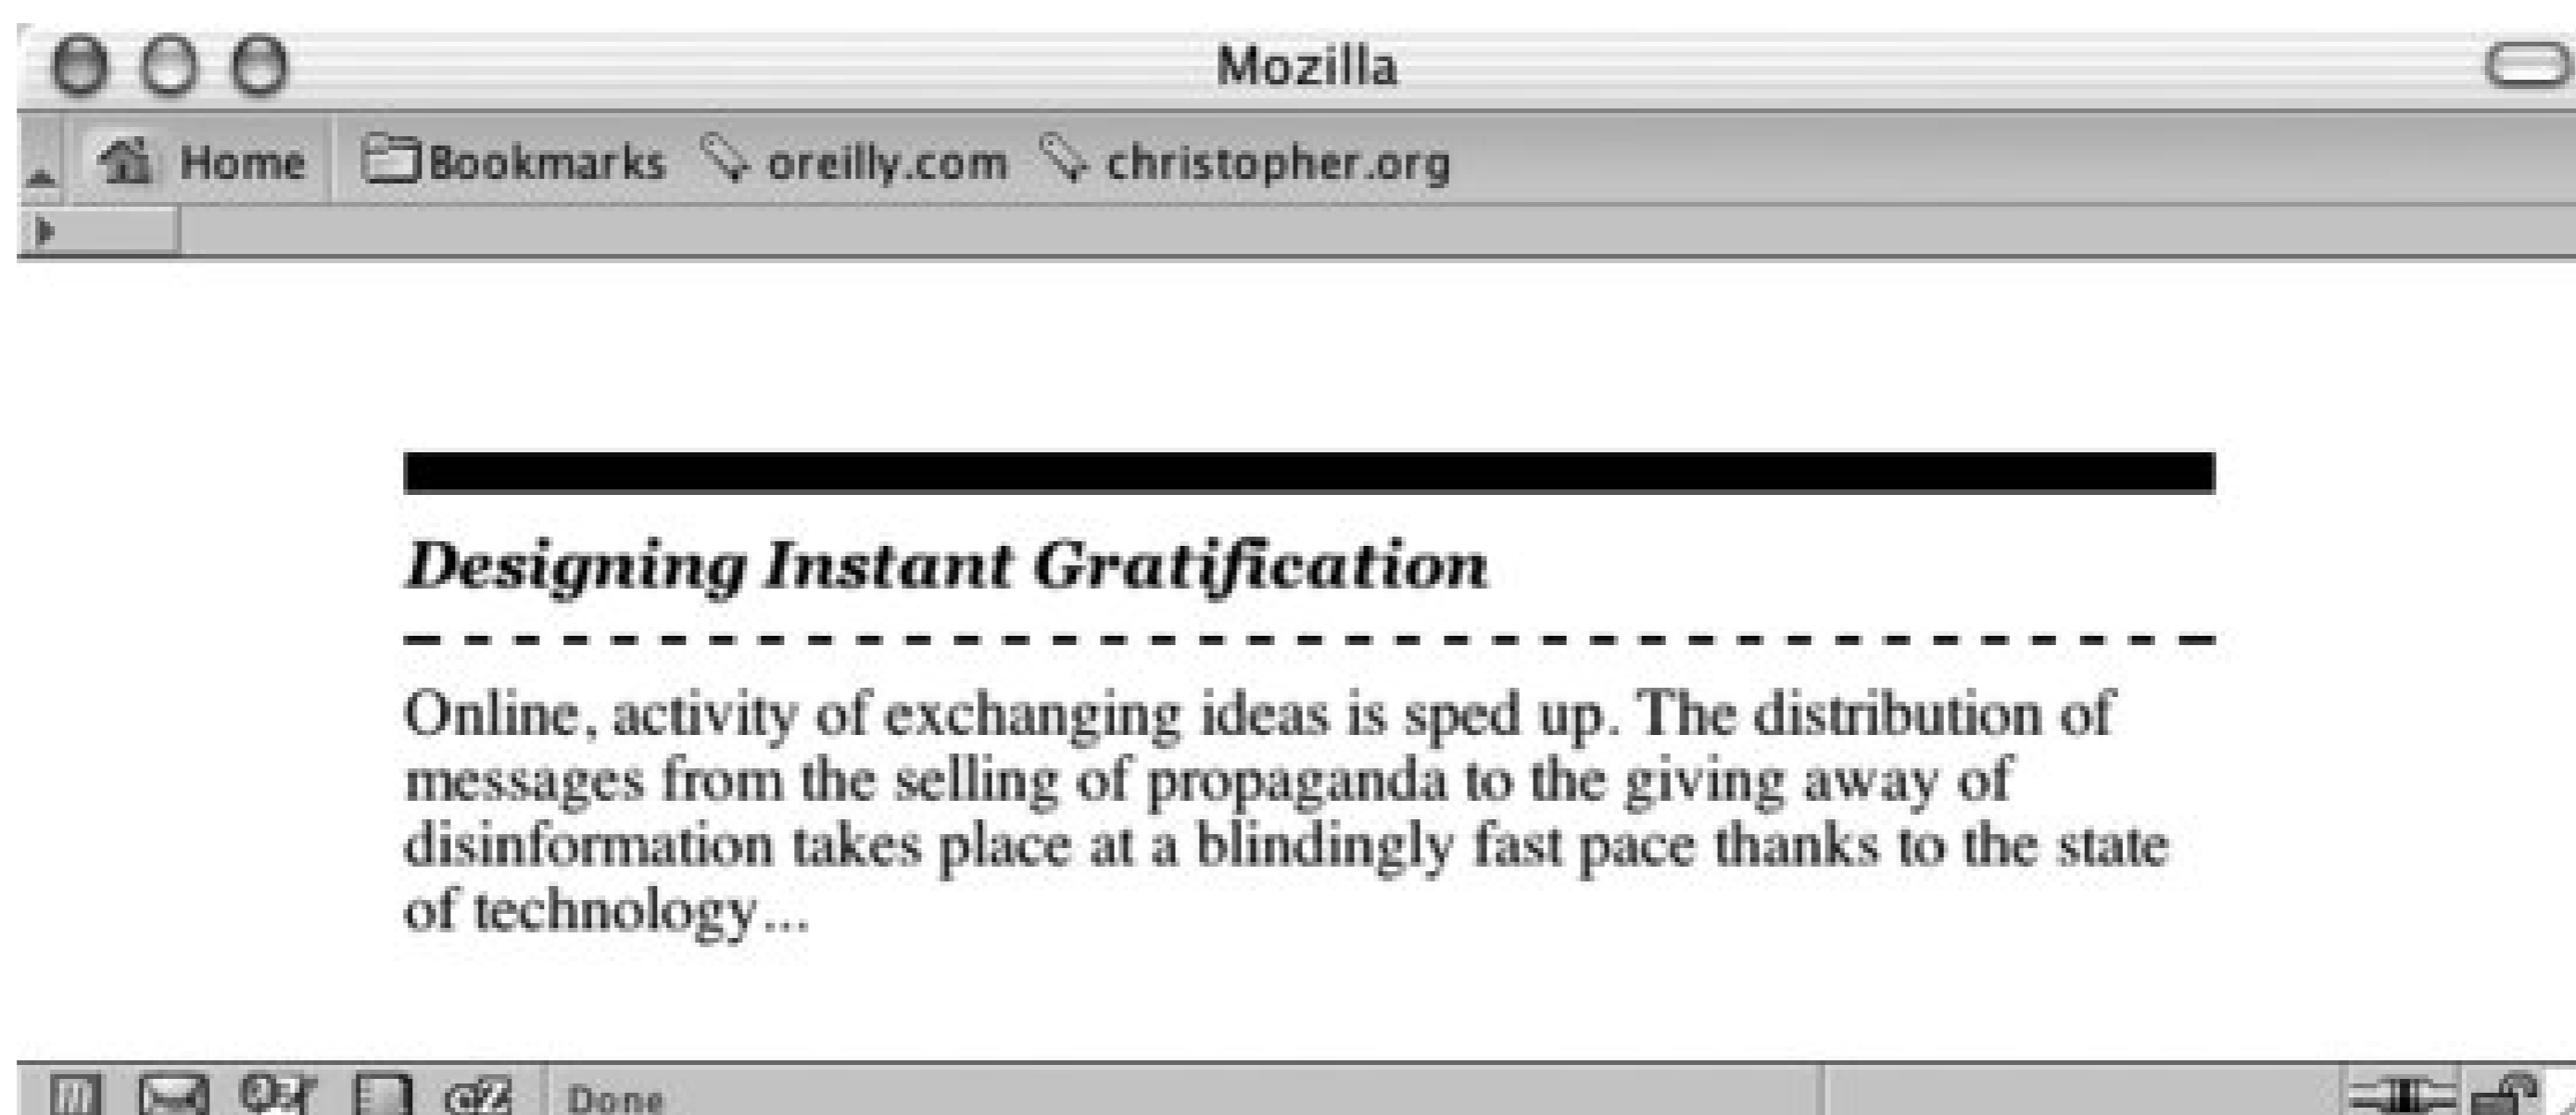 Mozilla
Home Bookmarks oreilly.com christopher.org
Designing Instant Gratification
Online, activity of exchanging ideas is sped up. The distribution of
messages from the selling of propaganda to the giving away of
disinformation takes place at a blindingly fast pace thanks to the state
of technology...
Done